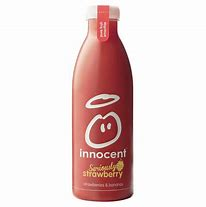 innocent
Seriously
strawberry
strawberries & bananas